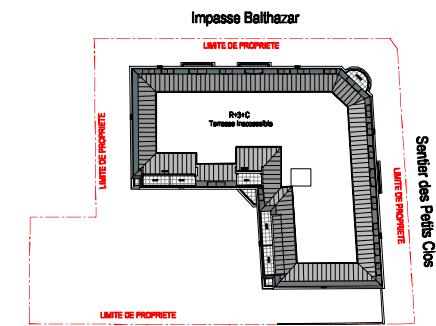 Impasse Balthazar
LIMITE DE PROPRIETE
R+3+C
Terrasse Inaccessible
LIMITE DE PROPRIETE
Sentier des Petits Clos
LIMITE DE PROPRIETE
LIMITE DE PROPRIETE